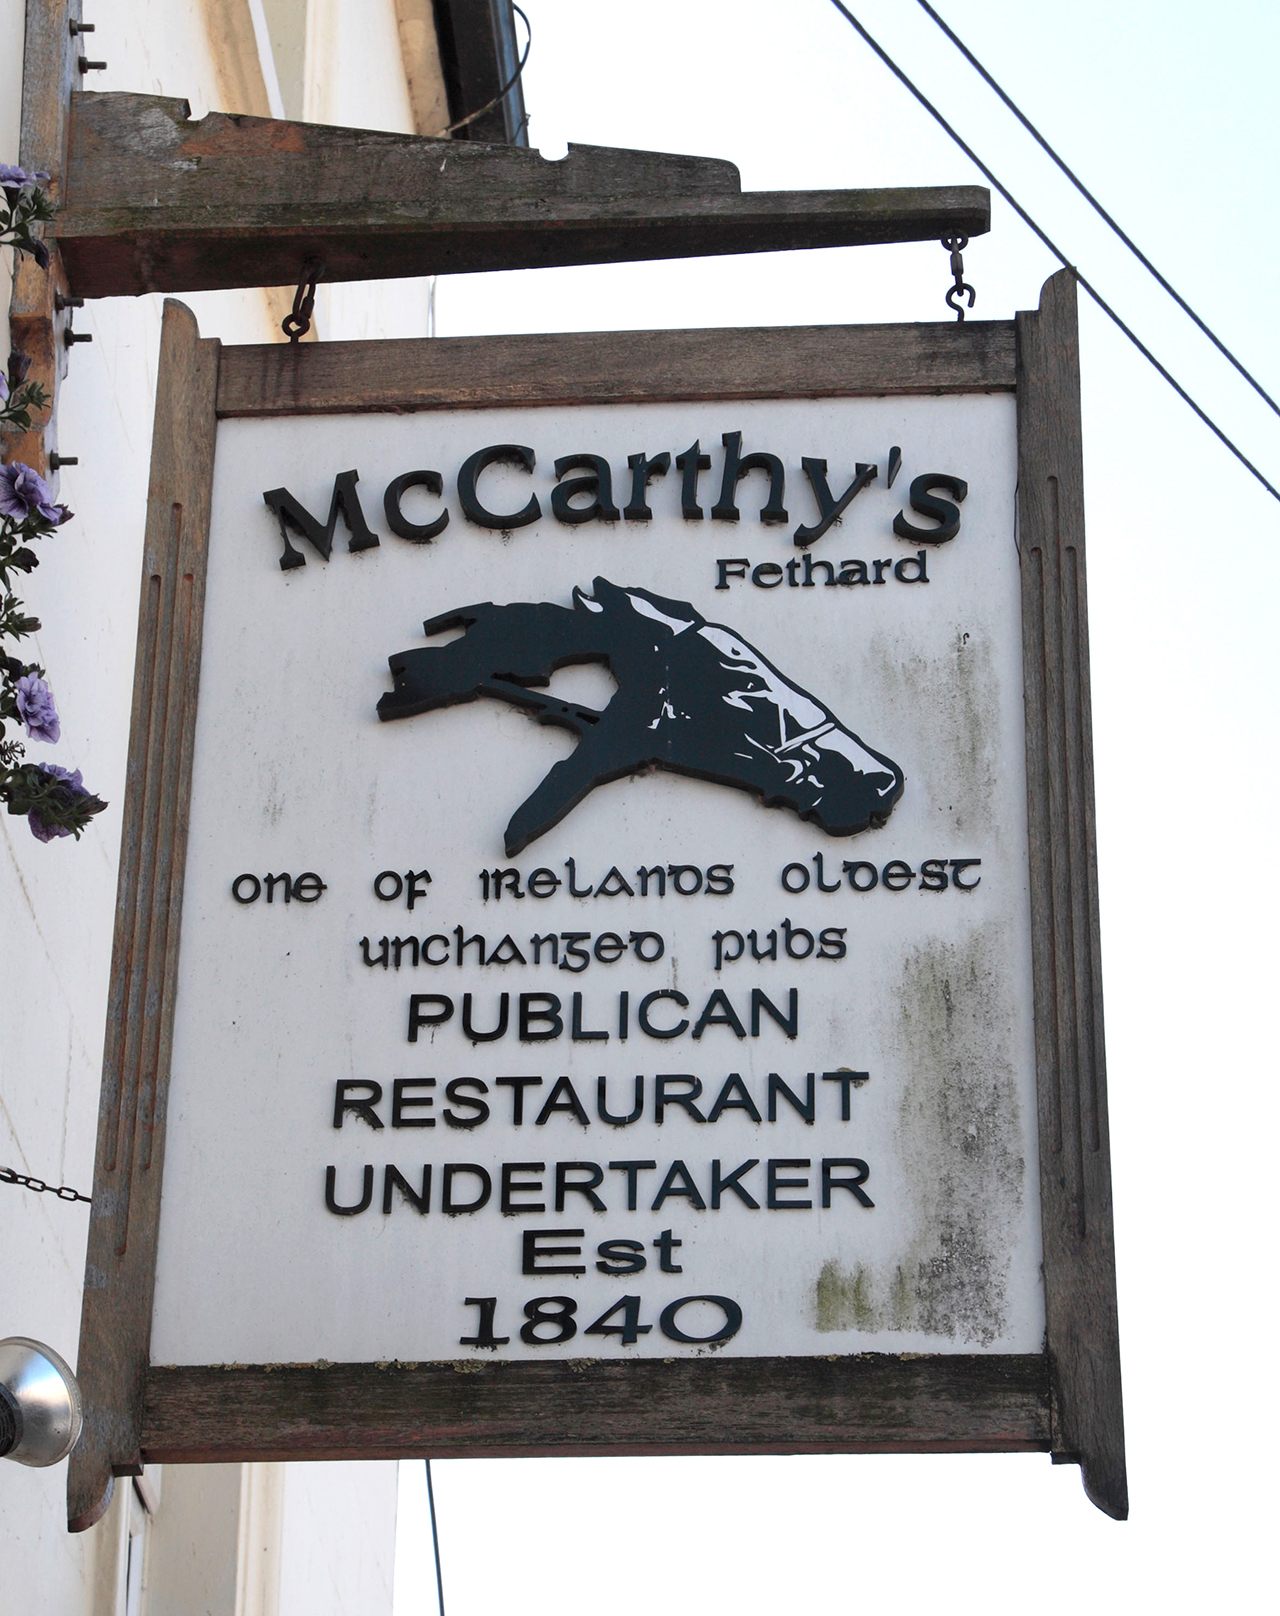 McCarthy's
Fethard
one of irelands oldest
unchanged pubs
PUBLICAN
RESTAURANT
UNDERTAKER
Est
1840